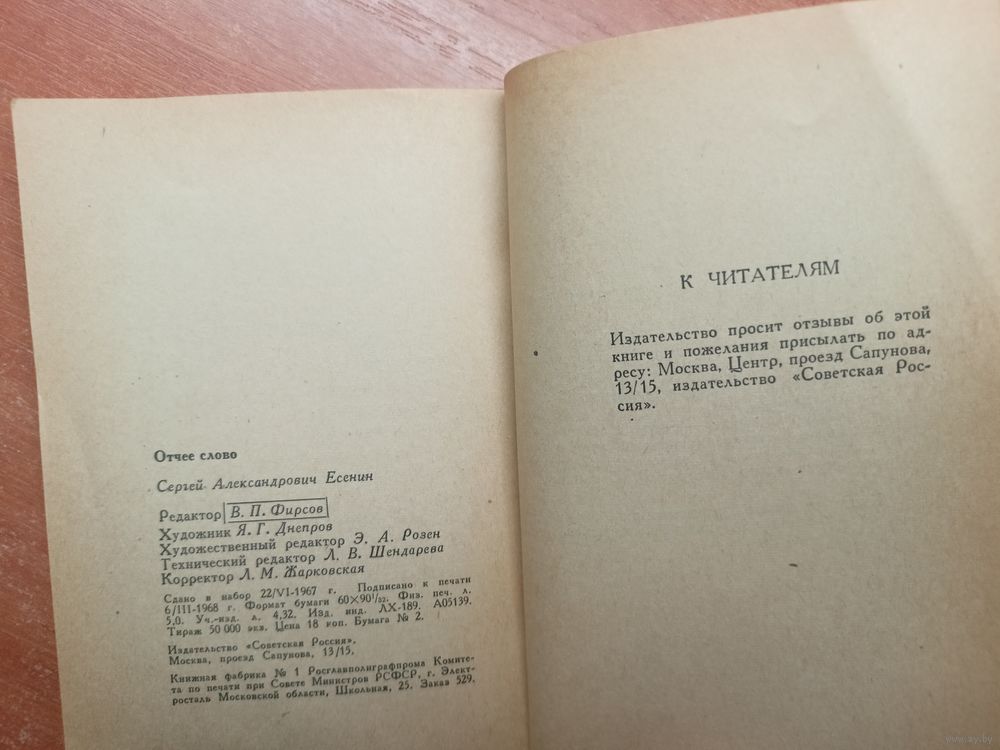 Отчее слово
Сергей Александрович Есенин
Редактор В. П. Фирсов
Художник Я. Г. Днепров
Художественный редактор Э. А. Розен
Технический редактор Л. В. Шендарева
Корректор Л. М. Жарковская
Сдано в набор 22/VI-1967 г. Подписано к печати
6/III-1968 г. Формат бумаги 60×90¹/₃₂. Физ. печ. л.
5,0. Уч.-изд. л. 4,32. Изд. инд. ЛХ-189. А05139.
Тираж 50 000 экз. Цена 18 коп. Бумага № 2.
Издательство «Советская Россия».
Москва, проезд Сапунова, 13/15.
Книжная фабрика № 1 Росглавполиграфпрома Комите-
та по печати при Совете Министров РСФСР, г. Элект-
росталь Московской области, Школьная, 25. Заказ 529.
К ЧИТАТЕЛЯМ
Издательство просит отзывы об этой
книге и пожелания присылать по ад-
ресу: Москва, Центр, проезд Сапунова,
13/15, издательство «Советская Рос-
сия».
www.ay.by